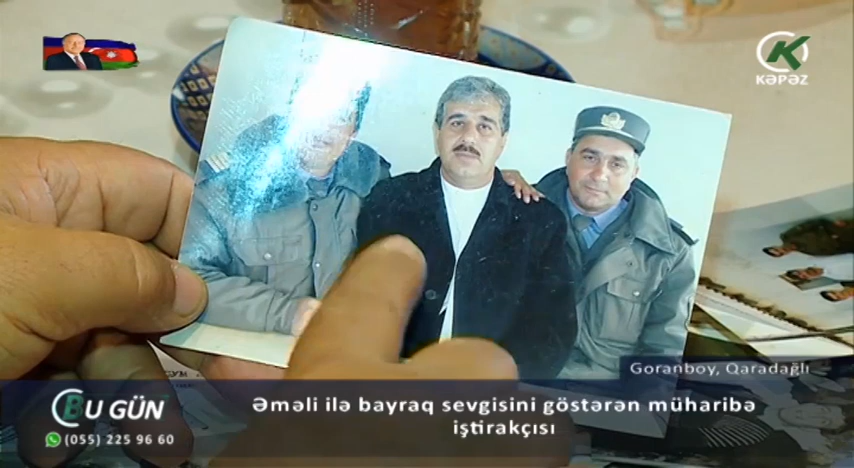 KƏPƏZ
Goranboy, Qaradağlı
BU GÜN
(055) 225 96 60
Əməli ilə bayraq sevgisini göstərən müharibə
iştirakçısı